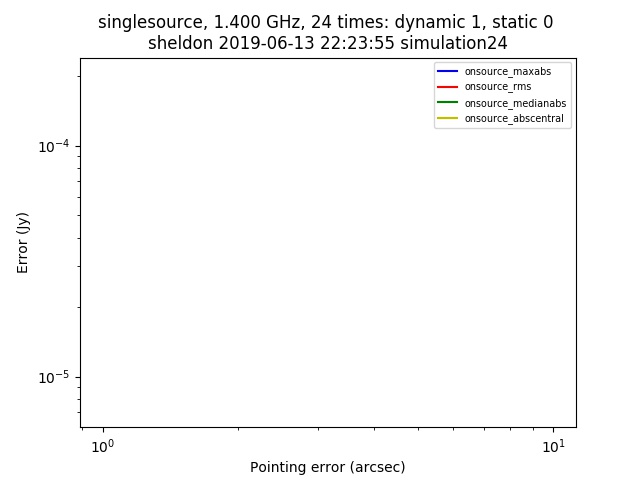 singlesource, 1.400 GHz, 24 times: dynamic 1, static 0
sheldon 2019-06-13 22:23:55 simulation24
onsource_maxabs
onsource_rms
onsource_medianabs
onsource_abscentral
10⁻⁴
Error (Jy)
10⁻⁵
10⁰
10¹
Pointing error (arcsec)